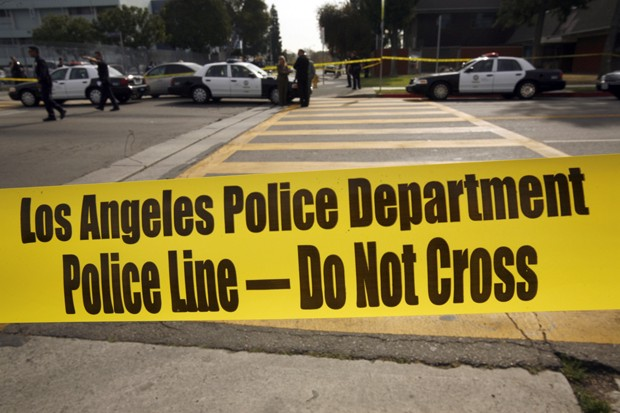 Los Angeles Police Department
Police Line — Do Not Cross